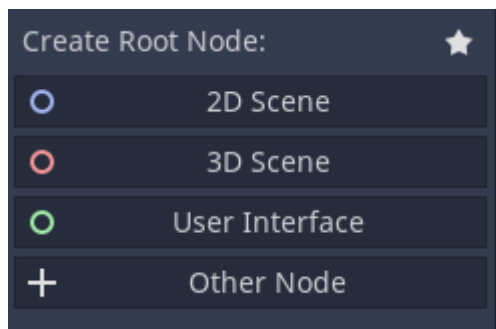 Create Root Node:
2D Scene
3D Scene
User Interface
Other Node